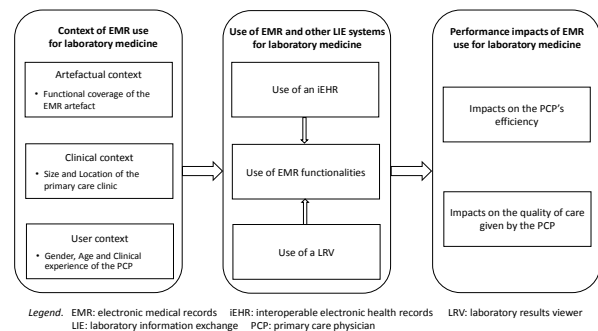 Context of EMR use
for laboratory medicine
Artefactual context
• Functional coverage of the
EMR artefact
Clinical context
• Size and Location of the
primary care clinic
User context
• Gender, Age and Clinical
experience of the PCP
Use of EMR and other LIE systems
for laboratory medicine
Use of an iEHR
Use of EMR functionalities
Use of a LRV
Performance impacts of EMR
use for laboratory medicine
Impacts on the PCP's
efficiency
Impacts on the quality of care
given by the PCP
Legend. EMR: electronic medical records iEHR: interoperable electronic health records LRV: laboratory results viewer
LIE: laboratory information exchange PCP: primary care physician